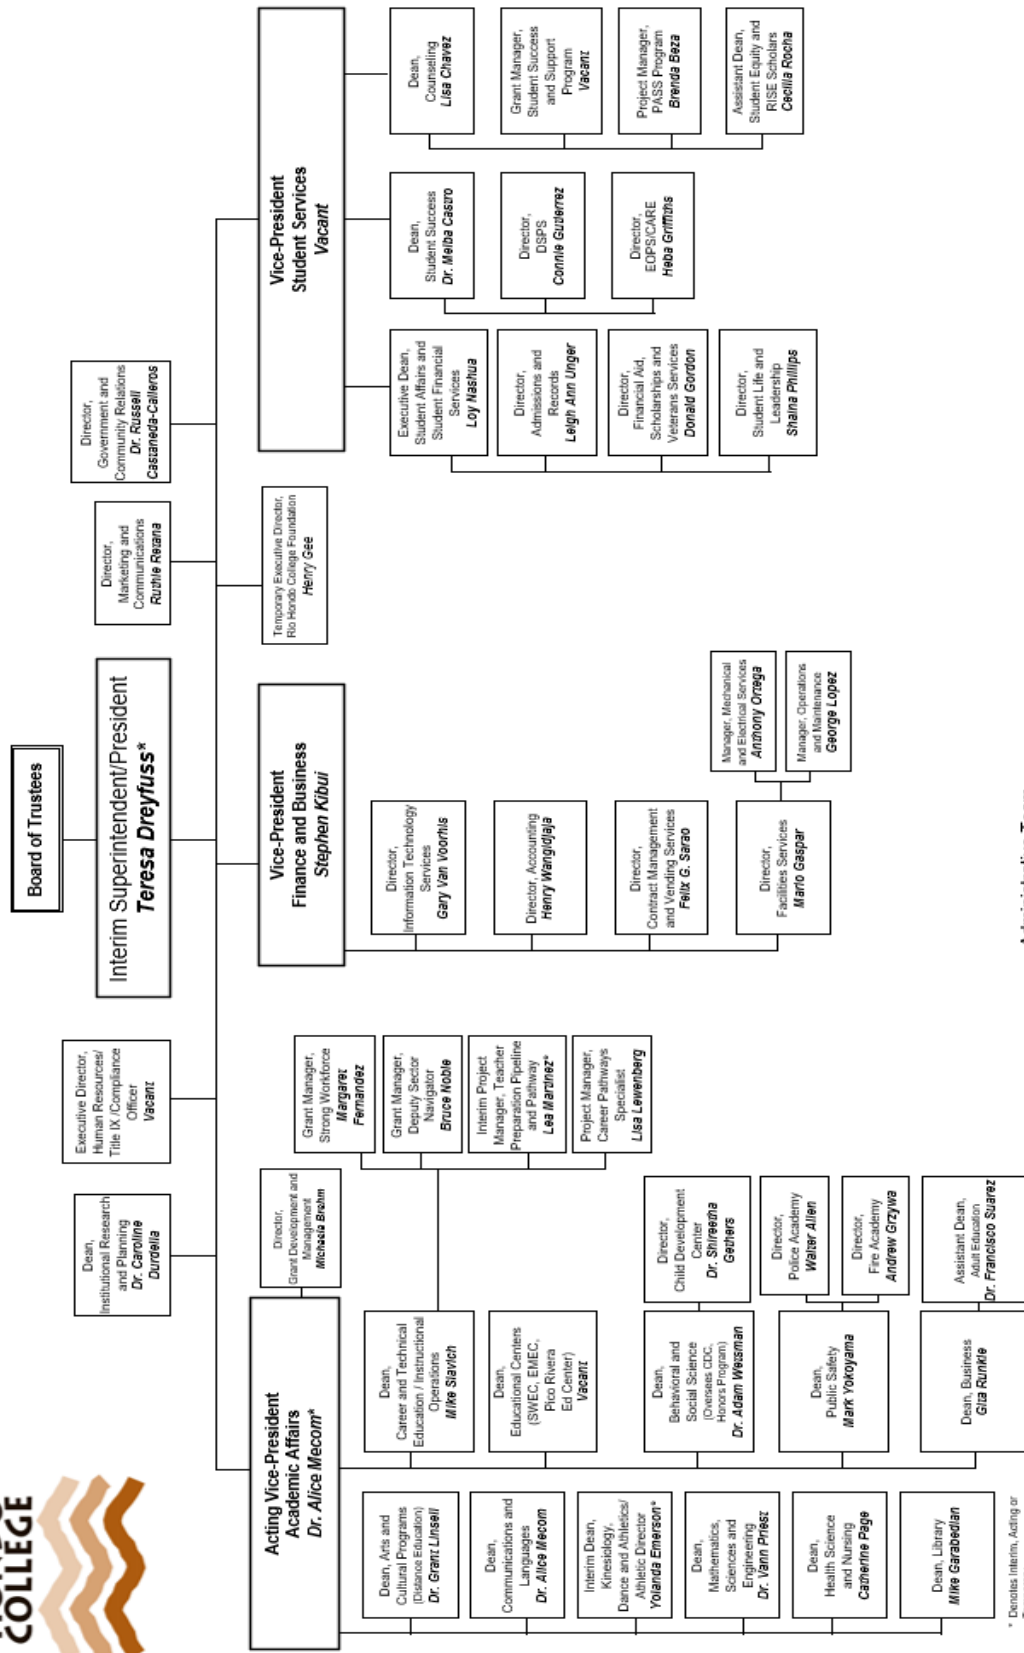 COLLEGE
Board of Trustees
Interim Superintendent/President
Teresa Dreyfuss*
Dean,
Institutional Research
and Planning
Dr. Caroline
Durdella
Executive Director,
Human Resources/
Title IX /Compliance
Officer
Vacant
Director,
Marketing and
Communications
Ruthie Retana
Director,
Government and
Community Relations
Dr. Russell
Castaneda-Calleros
Acting Vice-President
Academic Affairs
Dr. Alice Mecom*
Director,
Grant Development and
Management
Michaela Brehm
Vice-President
Finance and Business
Stephen Kibui
Temporary Executive Director,
Rio Hondo College Foundation
Henry Gee
Vice-President
Student Services
Vacant
Dean, Arts and
Cultural Programs
(Distance Education)
Dr. Grant Linsell
Dean,
Communications and
Languages
Dr. Alice Mecom
Interim Dean,
Kinesiology,
Dance and Athletics/
Athletic Director
Yolanda Emerson*
Dean,
Mathematics,
Sciences and
Engineering
Dr. Vann Priest
Dean,
Health Science
and Nursing
Catherine Page
Dean, Library
Mike Garabedian
Dean,
Career and Technical
Education / Instructional
Operations
Mike Slavich
Dean,
Educational Centers
(SWEC, EMEC,
Pico Rivera
Ed Center)
Vacant
Dean,
Behavioral and
Social Science
(Oversees CDC,
Honors Program)
Dr. Adam Wetsman
Dean,
Public Safety
Mark Yokoyama
Dean, Business
Gita Runkle
Grant Manager,
Strong Workforce
Margaret
Fernandez
Grant Manager,
Deputy Sector
Navigator
Bruce Noble
Interim Project
Manager, Teacher
Preparation Pipeline
and Pathway
Lea Martinez*
Project Manager,
Career Pathways
Specialist
Lisa Lewenberg
Director,
Child Development
Center
Dr. Shireetha
Gethers
Director,
Police Academy
Walter Allen
Director,
Fire Academy
Andrew Grzywa
Assistant Dean,
Adult Education
Dr. Francisco Suarez
Director,
Information Technology
Services
Gary Van Voorhis
Director, Accounting
Henry Wangidjaja
Director,
Contract Management
and Vending Services
Felix G. Sarao
Director,
Facilities Services
Mario Gaspar
Manager, Mechanical
and Electrical Services
Anthony Ortega
Manager, Operations
and Maintenance
George Lopez
Executive Dean,
Student Affairs and
Student Financial
Services
Loy Nashua
Director,
Admissions and
Records
Leigh Ann Unger
Director,
Financial Aid,
Scholarships and
Veterans Services
Donald Gordon
Director,
Student Life and
Leadership
Shaina Phillips
Dean,
Student Success
Dr. Melba Castro
Director,
DSPS
Connie Gutierrez
Director,
EOPS/CARE
Heba Griffiths
Dean,
Counseling
Lisa Chavez
Grant Manager,
Student Success
and Support
Program
Vacant
Project Manager,
PASS Program
Brenda Beza
Assistant Dean,
Student Equity and
RISE Scholars
Cecilia Rocha
* Denotes Interim, Acting or